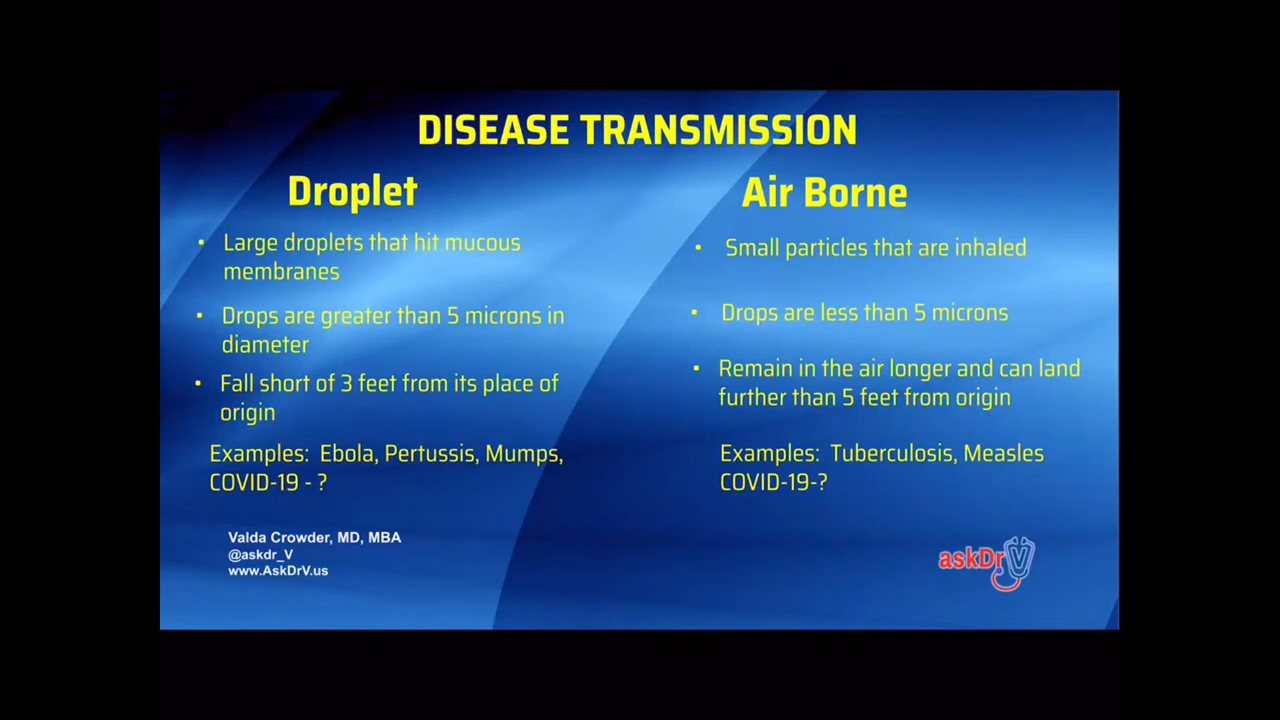 DISEASE TRANSMISSION
Droplet
• Large droplets that hit mucous
membranes
• Drops are greater than 5 microns in
diameter
• Fall short of 3 feet from its place of
origin
Examples: Ebola, Pertussis, Mumps,
COVID-19 - ?
Air Borne
• Small particles that are inhaled
• Drops are less than 5 microns
• Remain in the air longer and can land
further than 5 feet from origin
Examples: Tuberculosis, Measles
COVID-19-?
Valda Crowder, MD, MBA
@askdr_V
www.AskDrV.us
askDrV